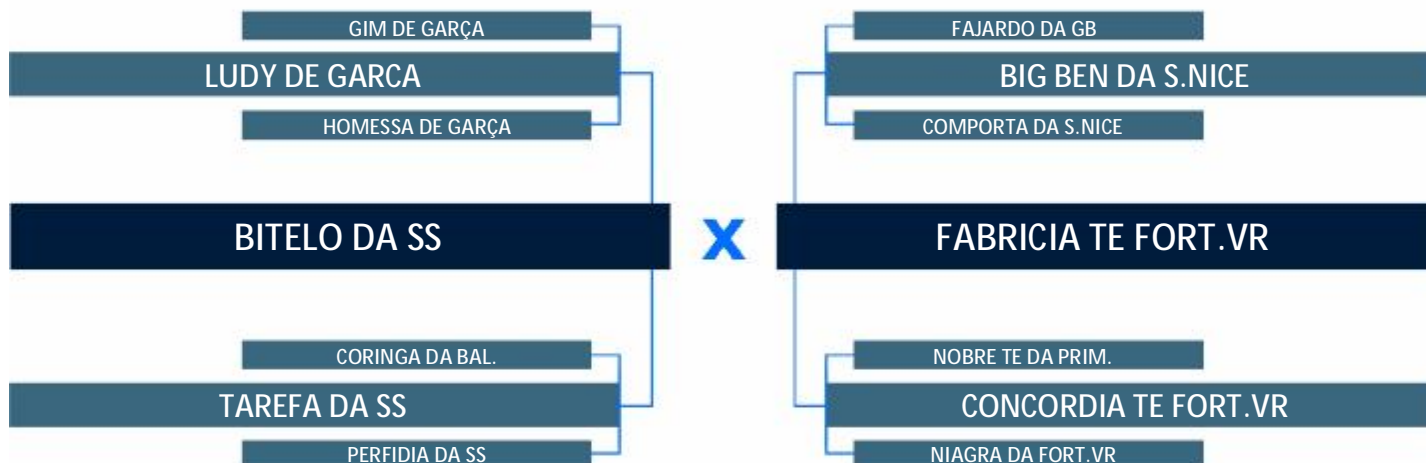 GIM DE GARÇA
LUDY DE GARCA
HOMESSA DE GARÇA
BITELO DA SS
CORINGA DA BAL.
TAREFA DA SS
PERFIDIA DA SS
X
FAJARDO DA GB
BIG BEN DA S.NICE
COMPORTA DA S.NICE
FABRICIA TE FORT.VR
NOBRE TE DA PRIM.
CONCORDIA TE FORT.VR
NIAGRA DA FORT.VR